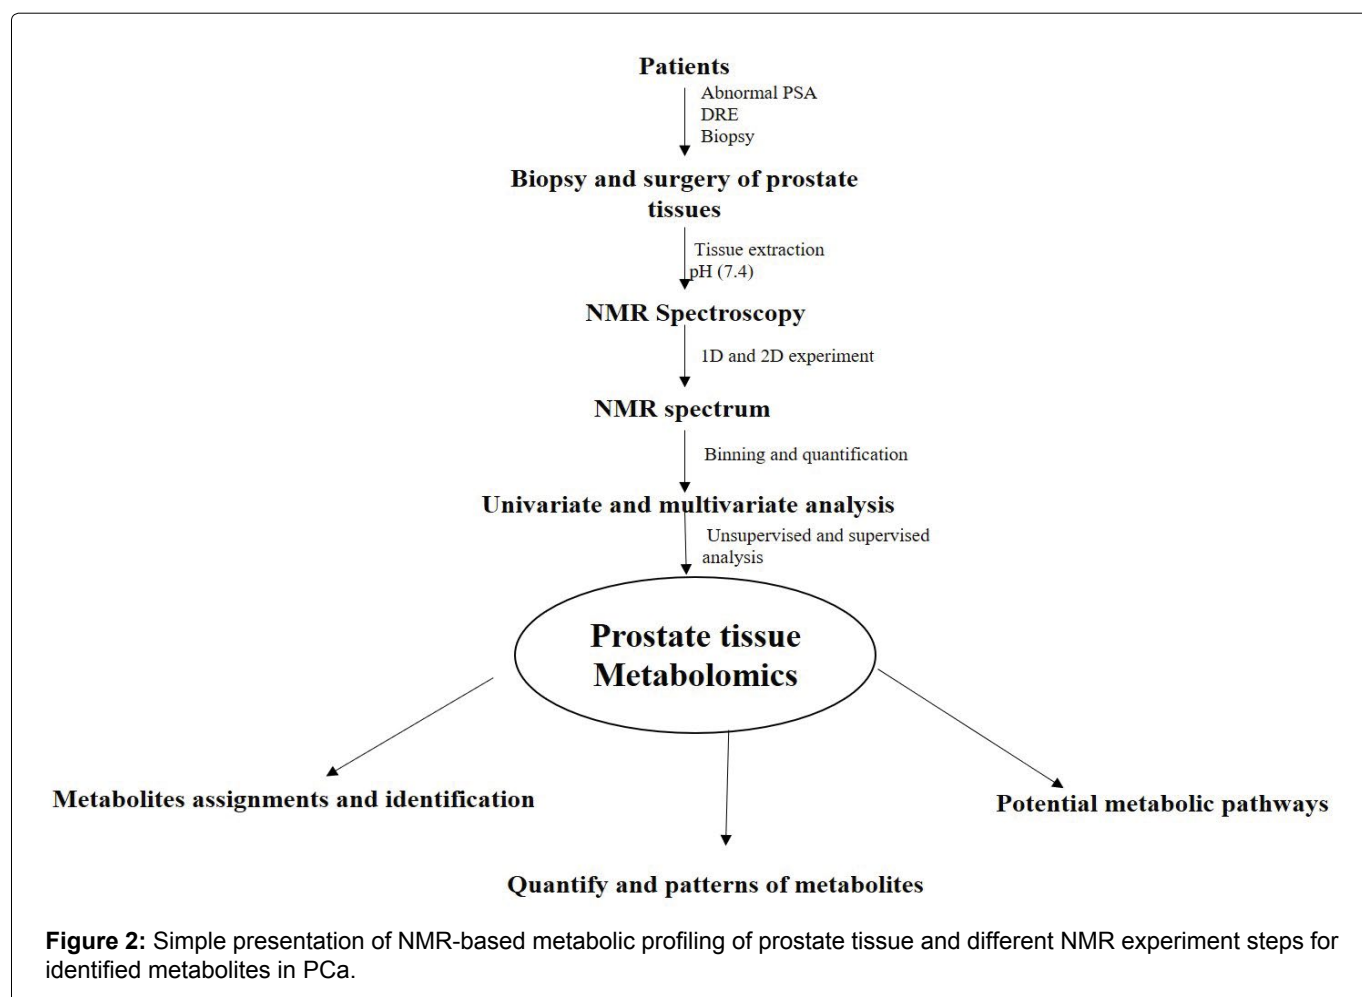 Patients
Abnormal PSA
DRE
Biopsy
Biopsy and surgery of prostate
tissues
Tissue extraction
pH (7.4)
NMR Spectroscopy
1D and 2D experiment
NMR spectrum
Binning and quantification
Univariate and multivariate analysis
Unsupervised and supervised
analysis
Prostate tissue
Metabolomics
Metabolites assignments and identification
Potential metabolic pathways
Quantify and patterns of metabolites
Figure 2: Simple presentation of NMR-based metabolic profiling of prostate tissue and different NMR experiment steps for
identified metabolites in PCa.